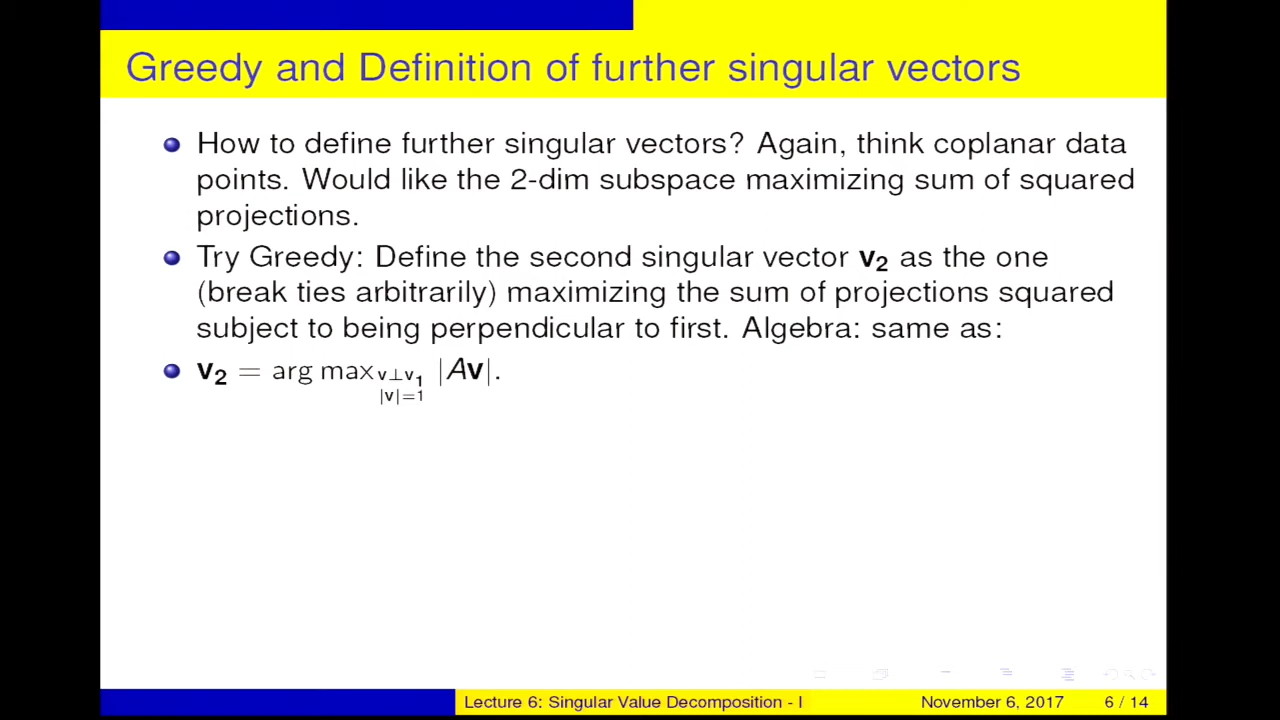 Greedy and Definition of further singular vectors
How to define further singular vectors? Again, think coplanar data
points. Would like the 2-dim subspace maximizing sum of squared
projections.
Try Greedy: Define the second singular vector v₂ as the one
(break ties arbitrarily) maximizing the sum of projections squared
subject to being perpendicular to first. Algebra: same as:
v₂ = arg max v⊥v₁ |Av|.
|v|=1
Lecture 6: Singular Value Decomposition - I November 6, 2017 6 / 14